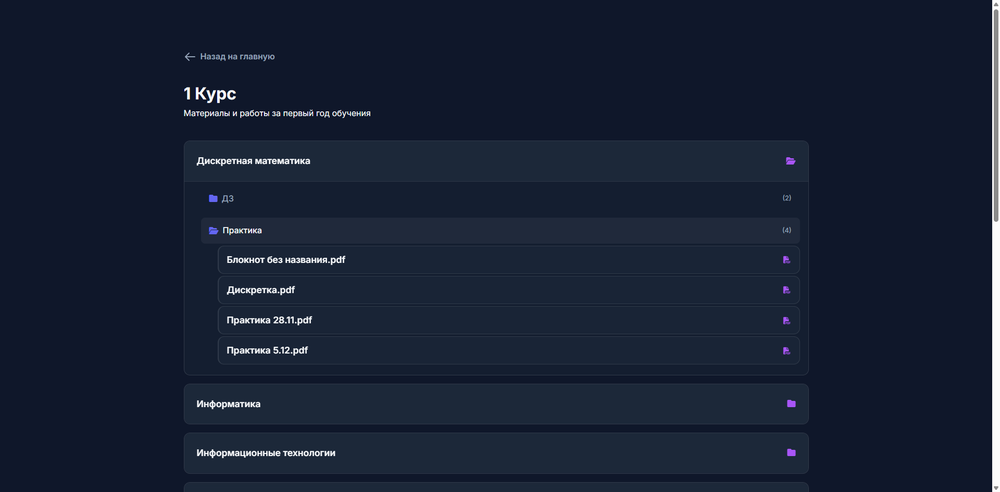 Назад на главную
1 Курс
Материалы и работы за первый год обучения
Дискретная математика
ДЗ (2)
Практика (4)
Блокнот без названия.pdf
Дискретка.pdf
Практика 28.11.pdf
Практика 5.12.pdf
Информатика
Информационные технологии